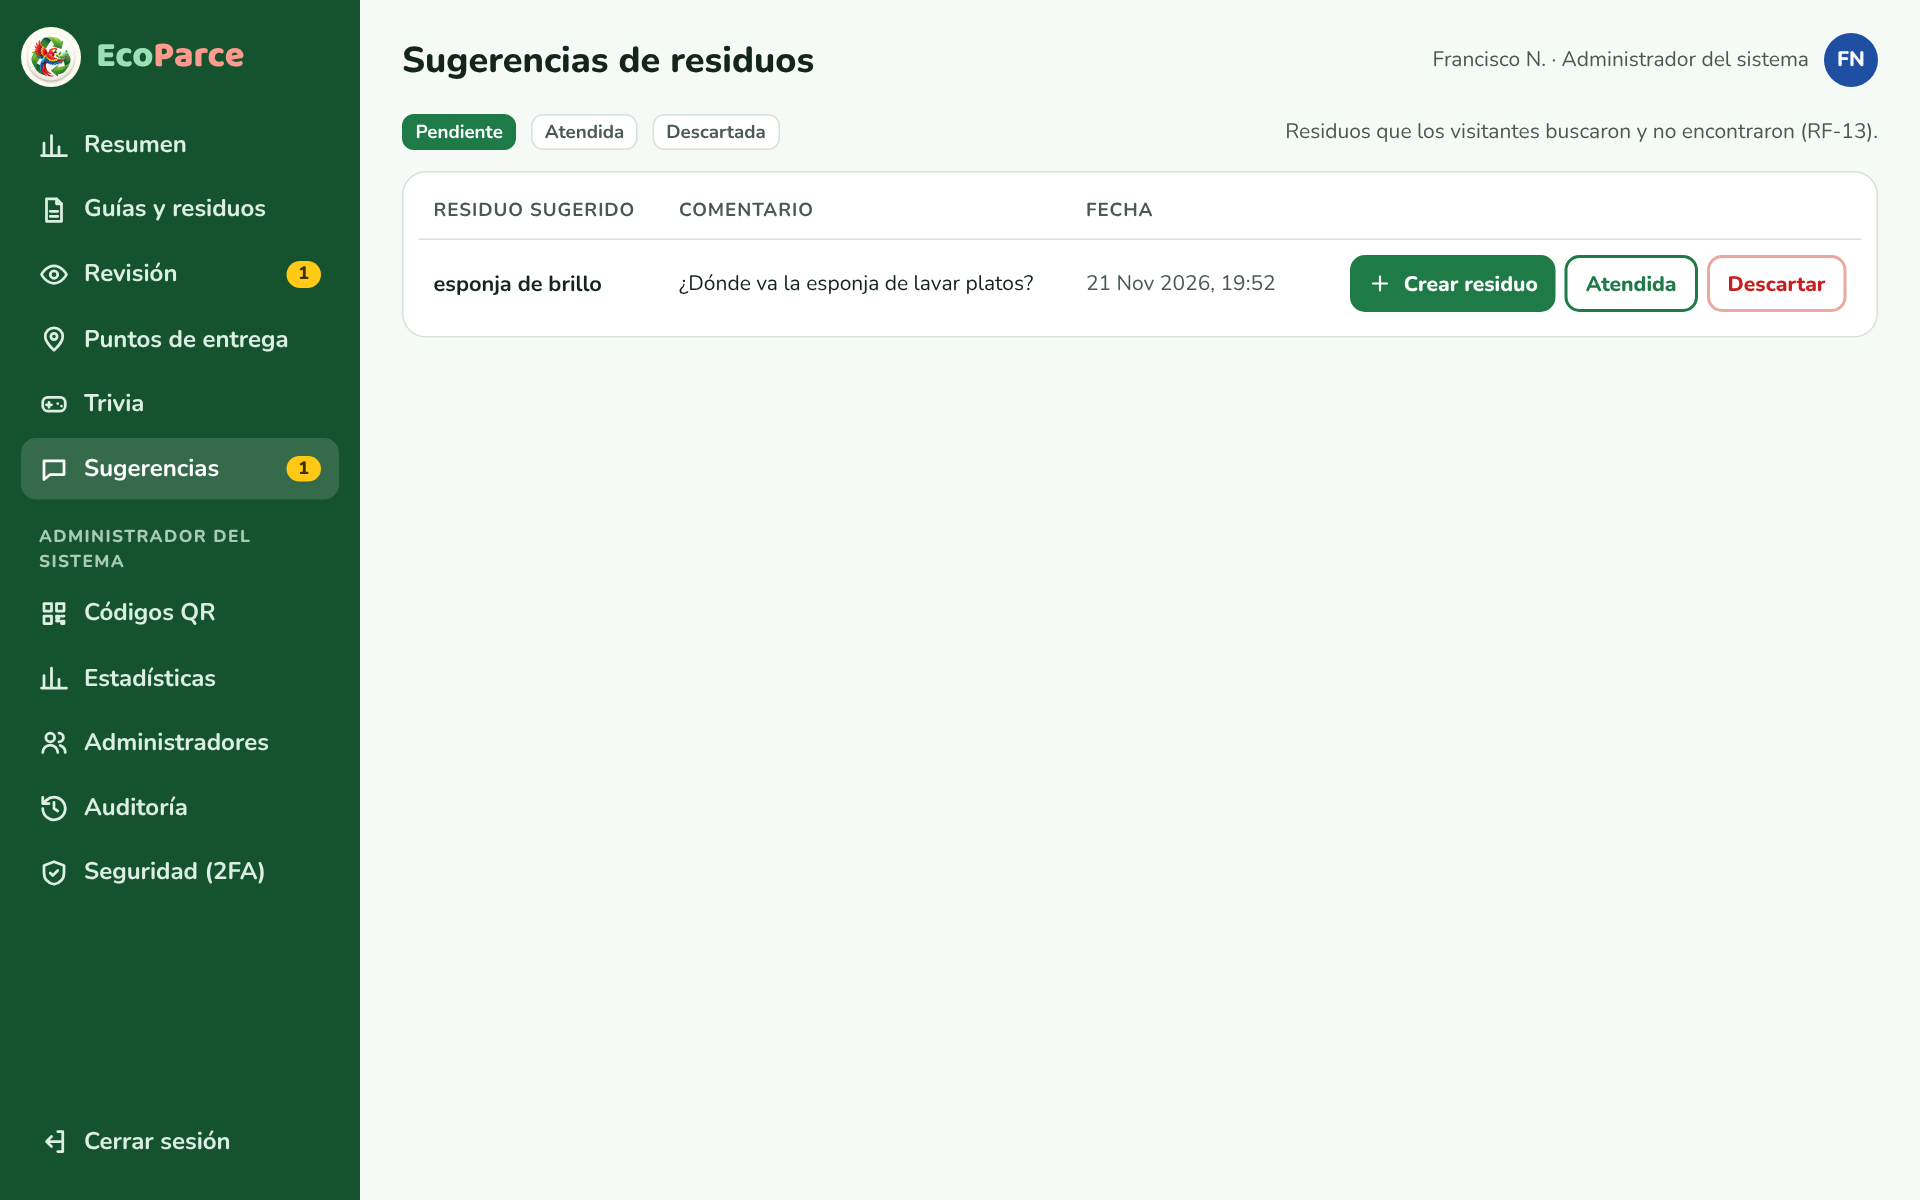 EcoParce
Resumen
Guías y residuos
Revisión 1
Puntos de entrega
Trivia
Sugerencias 1
ADMINISTRADOR DEL
SISTEMA
Códigos QR
Estadísticas
Administradores
Auditoría
Seguridad (2FA)
Cerrar sesión
Sugerencias de residuos
Francisco N. · Administrador del sistema FN
Pendiente Atendida Descartada
Residuos que los visitantes buscaron y no encontraron (RF-13).
RESIDUO SUGERIDO COMENTARIO FECHA
esponja de brillo ¿Dónde va la esponja de lavar platos? 21 Nov 2026, 19:52 + Crear residuo Atendida Descartar